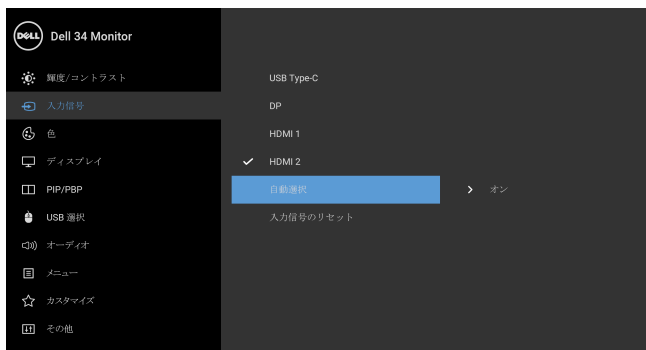 DELL Dell 34 Monitor
輝度/コントラスト
USB Type-C
入力信号
DP
色
HDMI 1
ディスプレイ
HDMI 2
PIP/PBP
自動選択
オン
USB 選択
入力信号のリセット
オーディオ
メニュー
カスタマイズ
その他